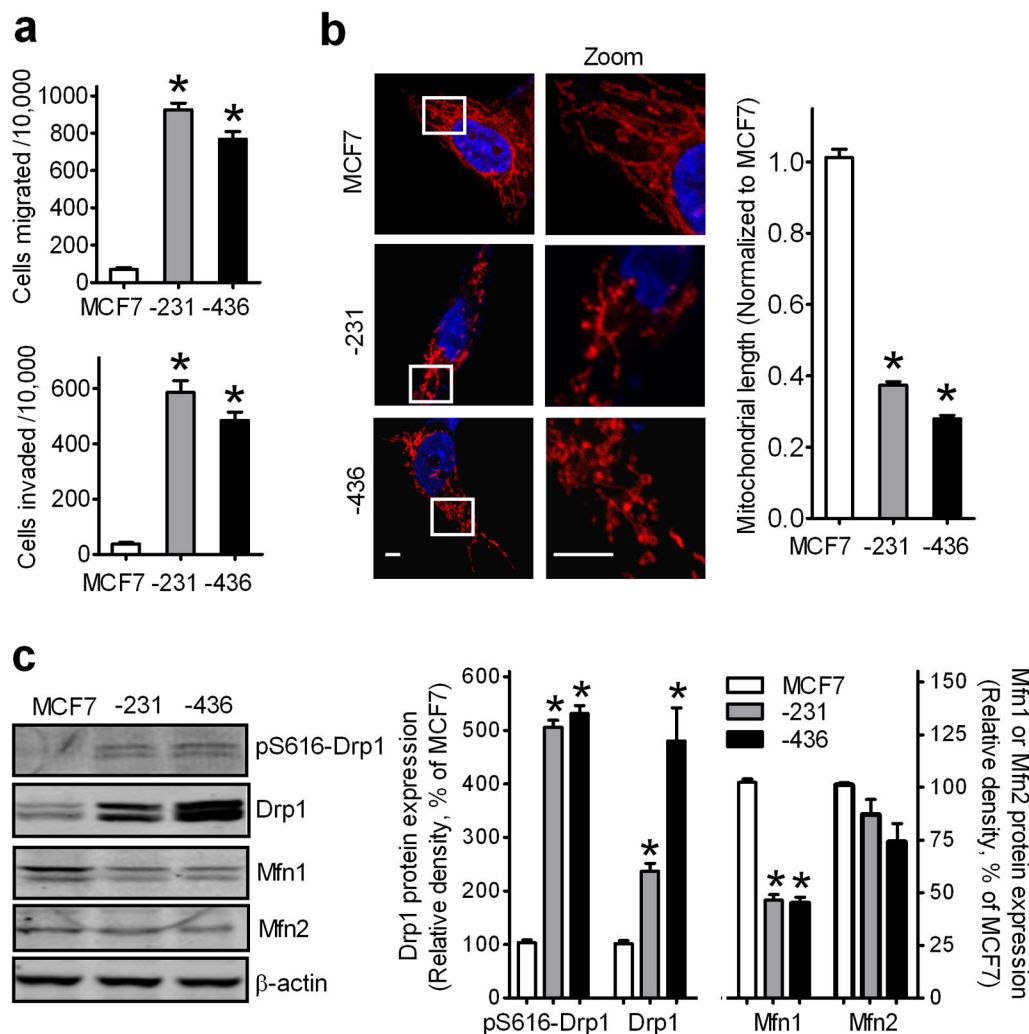 a
Cells migrated /10,000
1000
800
600
400
200
0
MCF7 -231 -436
* *
Cells invaded /10,000
600
400
200
0
MCF7 -231 -436
* *
b
Zoom
MCF7
-231
-436
Mitochondrial length (Normalized to MCF7)
1.0
0.8
0.6
0.4
0.2
0.0
MCF7 -231 -436
* *
c
MCF7 -231 -436
pS616-Drp1
Drp1
Mfn1
Mfn2
β-actin
Drp1 protein expression
(Relative density, % of MCF7)
600
500
400
300
200
100
0
* * * *
pS616-Drp1 Drp1
MCF7
-231
-436
* *
Mfn1 Mfn2
150
125
100
75
50
25
0
Mfn1 or Mfn2 protein expression
(Relative density, % of MCF7)